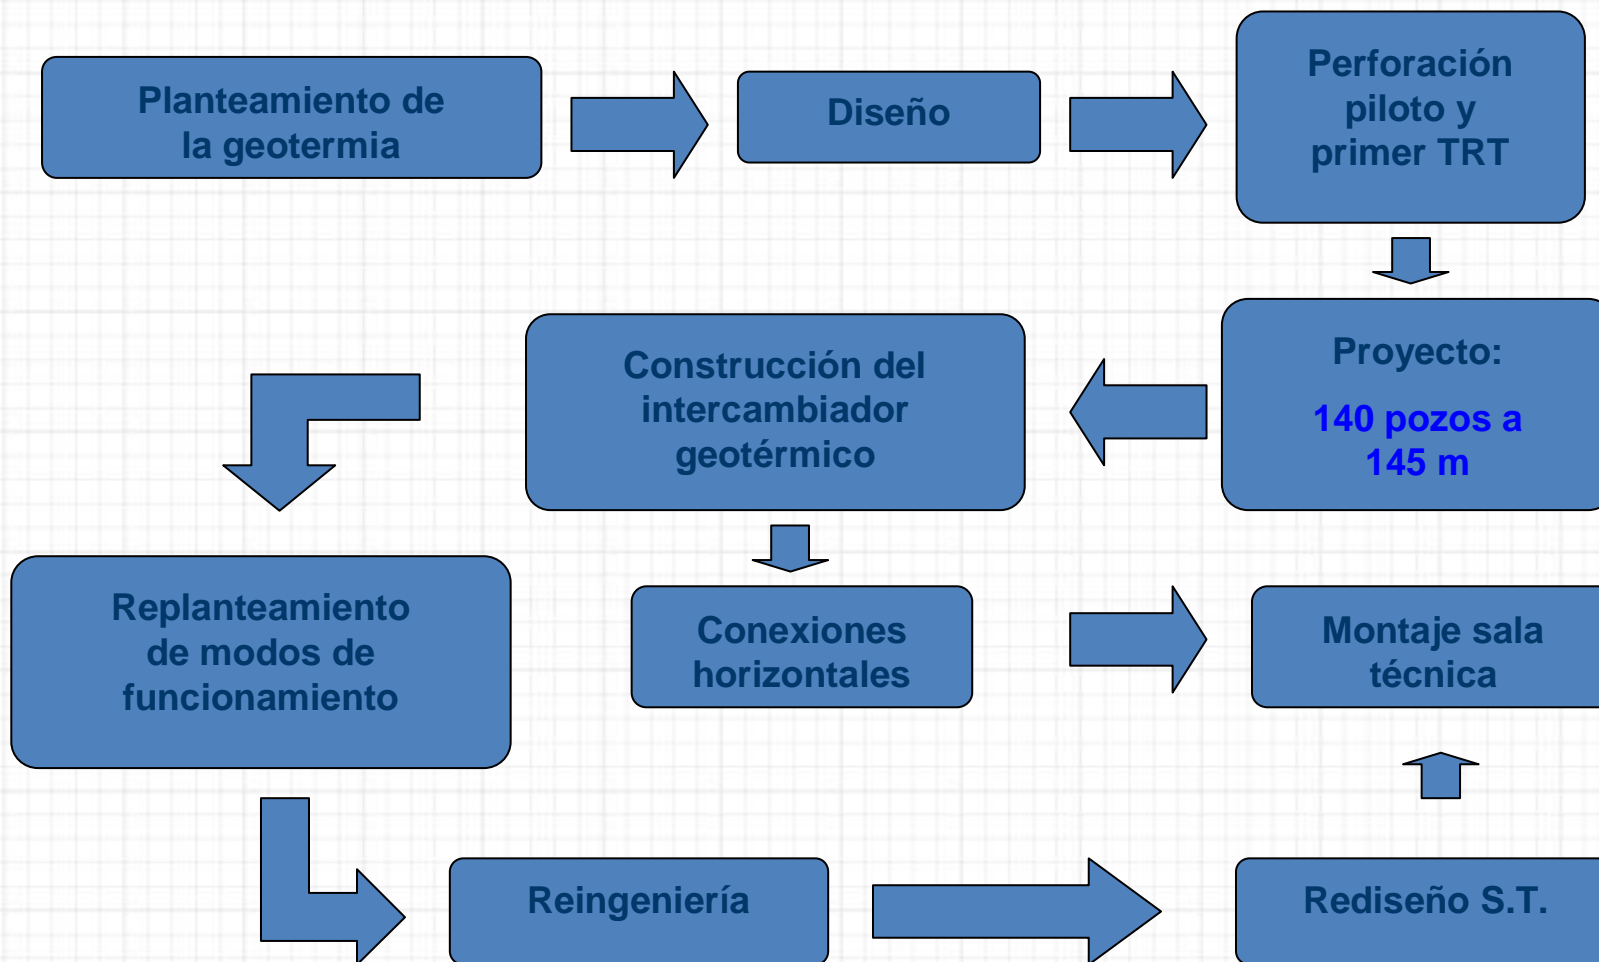 Planteamiento de
la geotermia
Diseño
Perforación
piloto y
primer TRT
Proyecto:
140 pozos a
145 m
Construcción del
intercambiador
geotérmico
Replanteamiento
de modos de
funcionamiento
Conexiones
horizontales
Montaje sala
técnica
Reingeniería
Rediseño S.T.